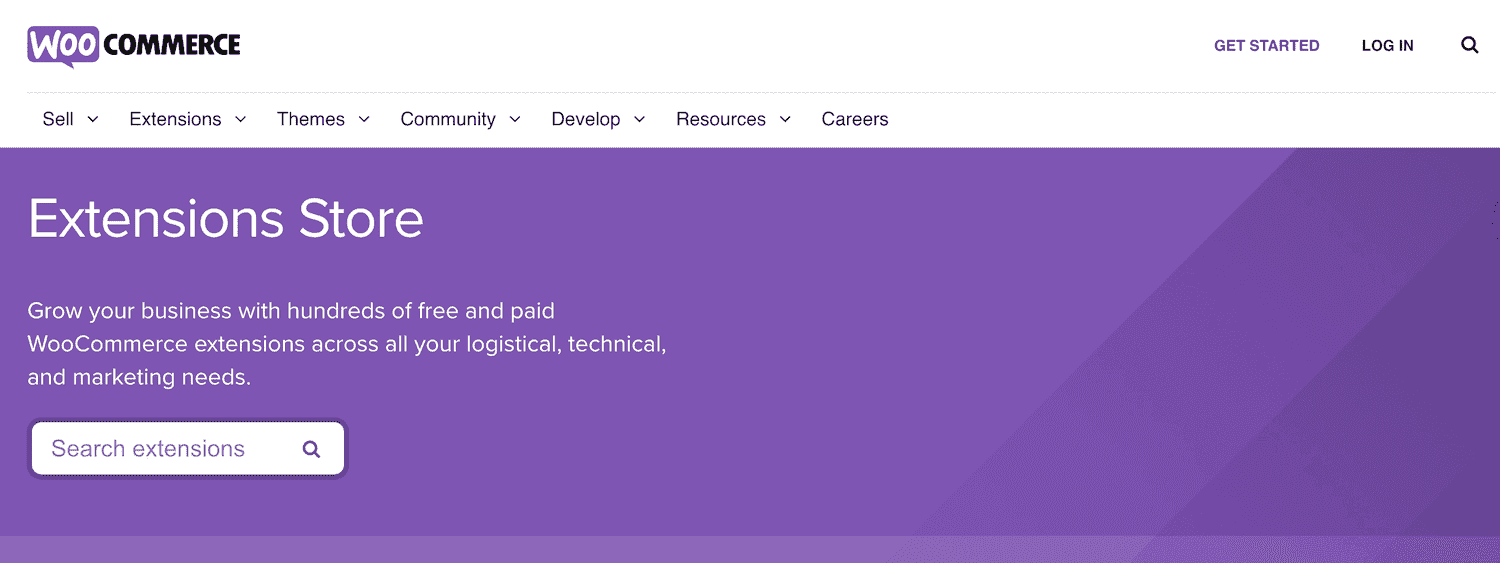 WOO COMMERCE
GET STARTED LOG IN
Sell Extensions Themes Community Develop Resources Careers
Extensions Store
Grow your business with hundreds of free and paid
WooCommerce extensions across all your logistical, technical,
and marketing needs.
Search extensions